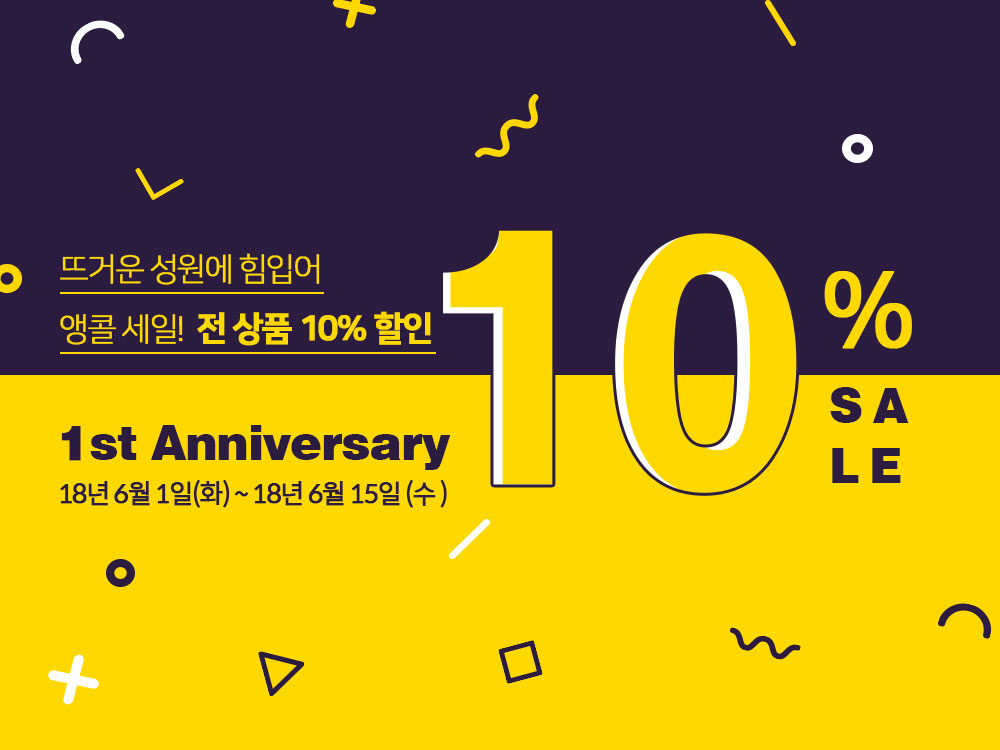 뜨거운 성원에 힘입어
앵콜 세일! 전 상품 10% 할인
10%
SA
LE
1st Anniversary
18년 6월 1일(화) ~ 18년 6월 15일 (수 )